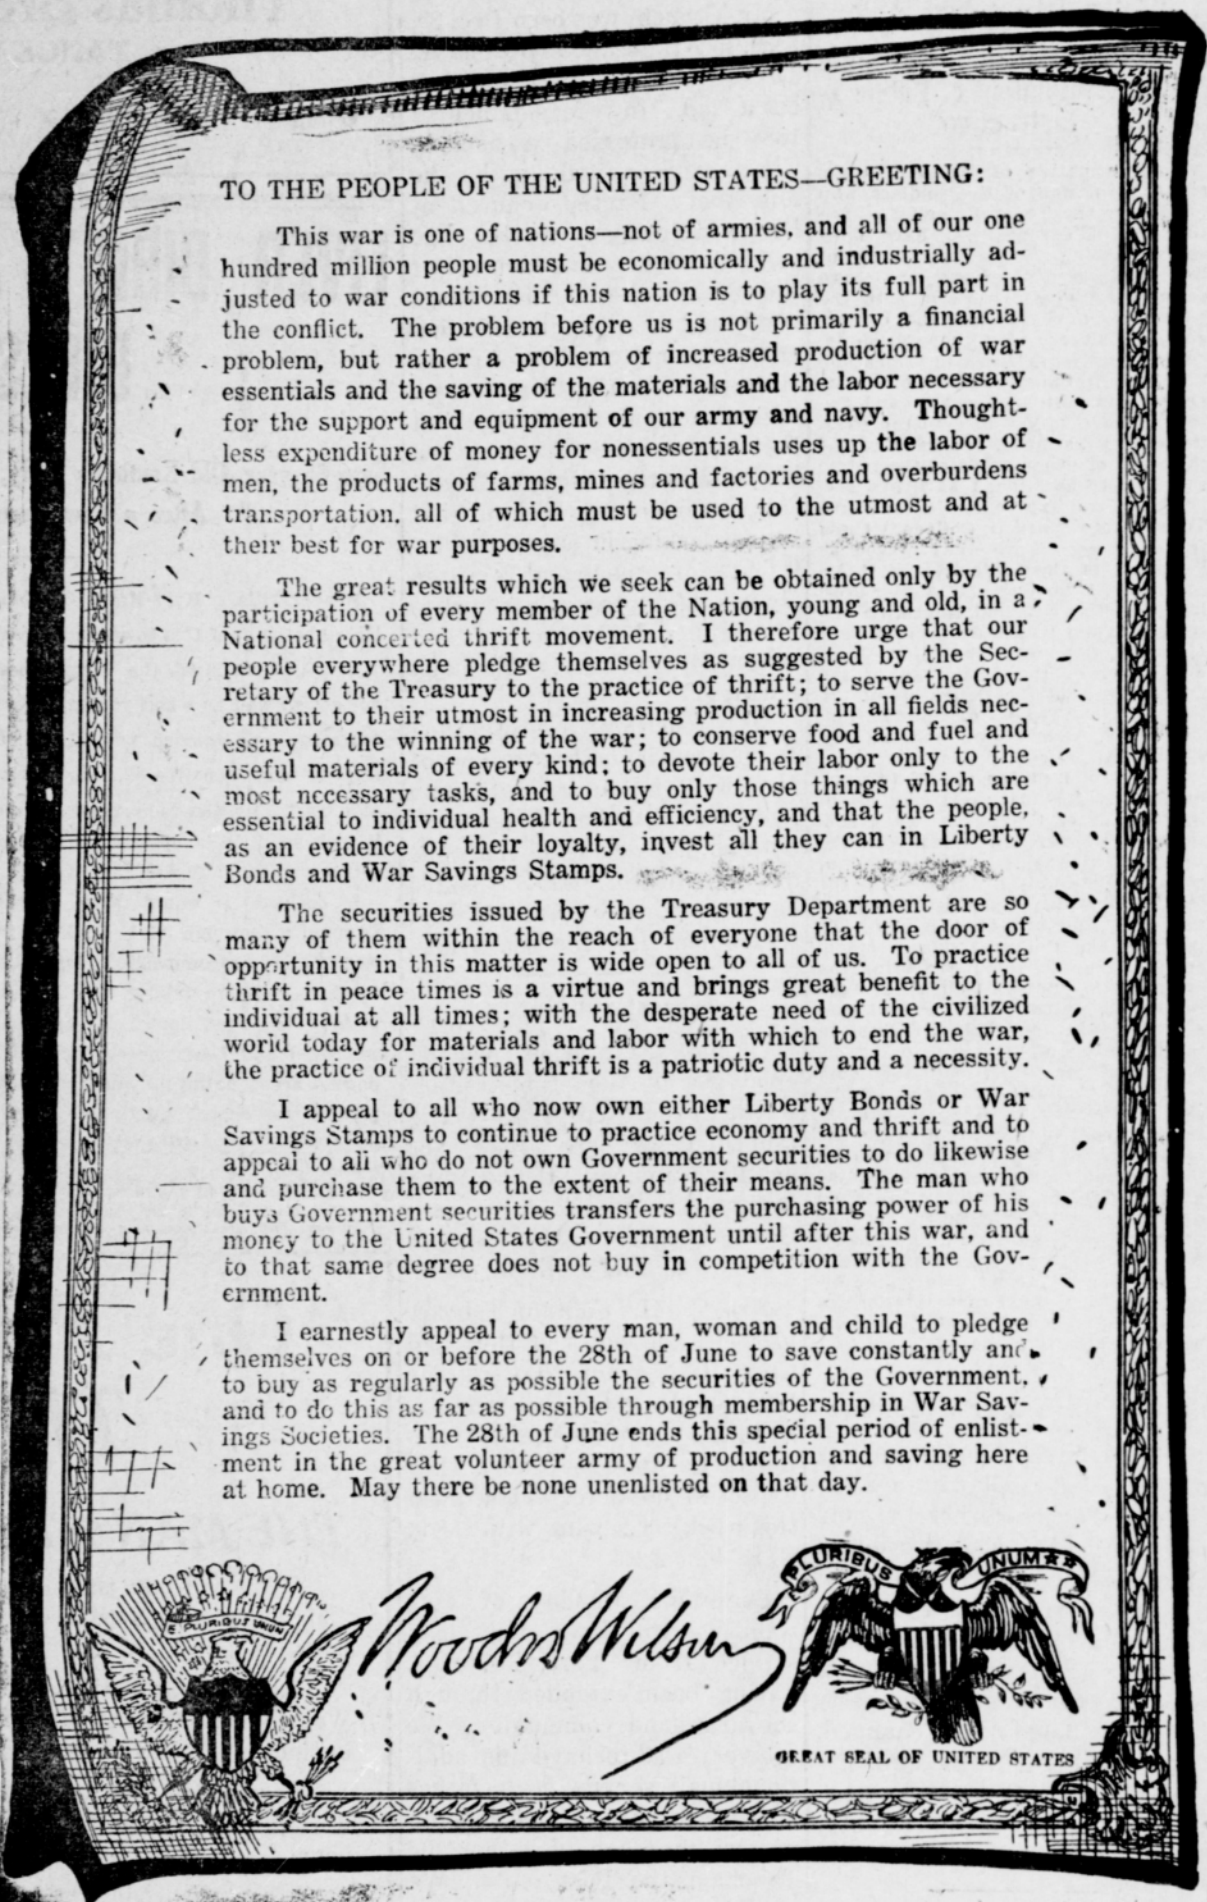 TO THE PEOPLE OF THE UNITED STATES—GREETING:
This war is one of nations—not of armies, and all of our one
hundred million people must be economically and industrially ad-
justed to war conditions if this nation is to play its full part in
the conflict. The problem before us is not primarily a financial
problem, but rather a problem of increased production of war
essentials and the saving of the materials and the labor necessary
for the support and equipment of our army and navy. Thought-
less expenditure of money for nonessentials uses up the labor of
men, the products of farms, mines and factories and overburdens
transportation, all of which must be used to the utmost and at
their best for war purposes.
The great results which we seek can be obtained only by the
participation of every member of the Nation, young and old, in a
National concerted thrift movement. I therefore urge that our
people everywhere pledge themselves as suggested by the Sec-
retary of the Treasury to the practice of thrift; to serve the Gov-
ernment to their utmost in increasing production in all fields nec-
essary to the winning of the war; to conserve food and fuel and
useful materials of every kind; to devote their labor only to the
most necessary tasks, and to buy only those things which are
essential to individual health and efficiency, and that the people,
as an evidence of their loyalty, invest all they can in Liberty
Bonds and War Savings Stamps.
The securities issued by the Treasury Department are so
many of them within the reach of everyone that the door of
opportunity in this matter is wide open to all of us. To practice
thrift in peace times is a virtue and brings great benefit to the
individual at all times; with the desperate need of the civilized
world today for materials and labor with which to end the war,
the practice of individual thrift is a patriotic duty and a necessity.
I appeal to all who now own either Liberty Bonds or War
Savings Stamps to continue to practice economy and thrift and to
appeal to all who do not own Government securities to do likewise
and purchase them to the extent of their means. The man who
buys Government securities transfers the purchasing power of his
money to the United States Government until after this war, and
to that same degree does not buy in competition with the Gov-
ernment.
I earnestly appeal to every man, woman and child to pledge
themselves on or before the 28th of June to save constantly and
to buy as regularly as possible the securities of the Government,
and to do this as far as possible through membership in War Sav-
ings Societies. The 28th of June ends this special period of enlist-
ment in the great volunteer army of production and saving here
at home. May there be none unenlisted on that day.
E PLURIBUS UNUM
Woodrow Wilson
PLURIBUS UNUM
GREAT SEAL OF UNITED STATES